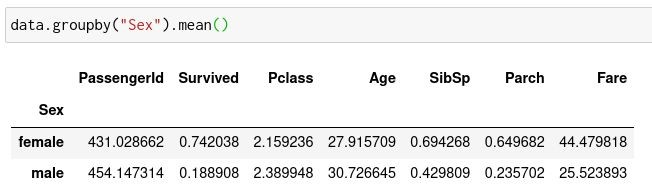 data.groupby("Sex").mean()
PassengerId Survived Pclass Age SibSp Parch Fare
Sex
female 431.028662 0.742038 2.159236 27.915709 0.694268 0.649682 44.479818
male 454.147314 0.188908 2.389948 30.726645 0.429809 0.235702 25.523893